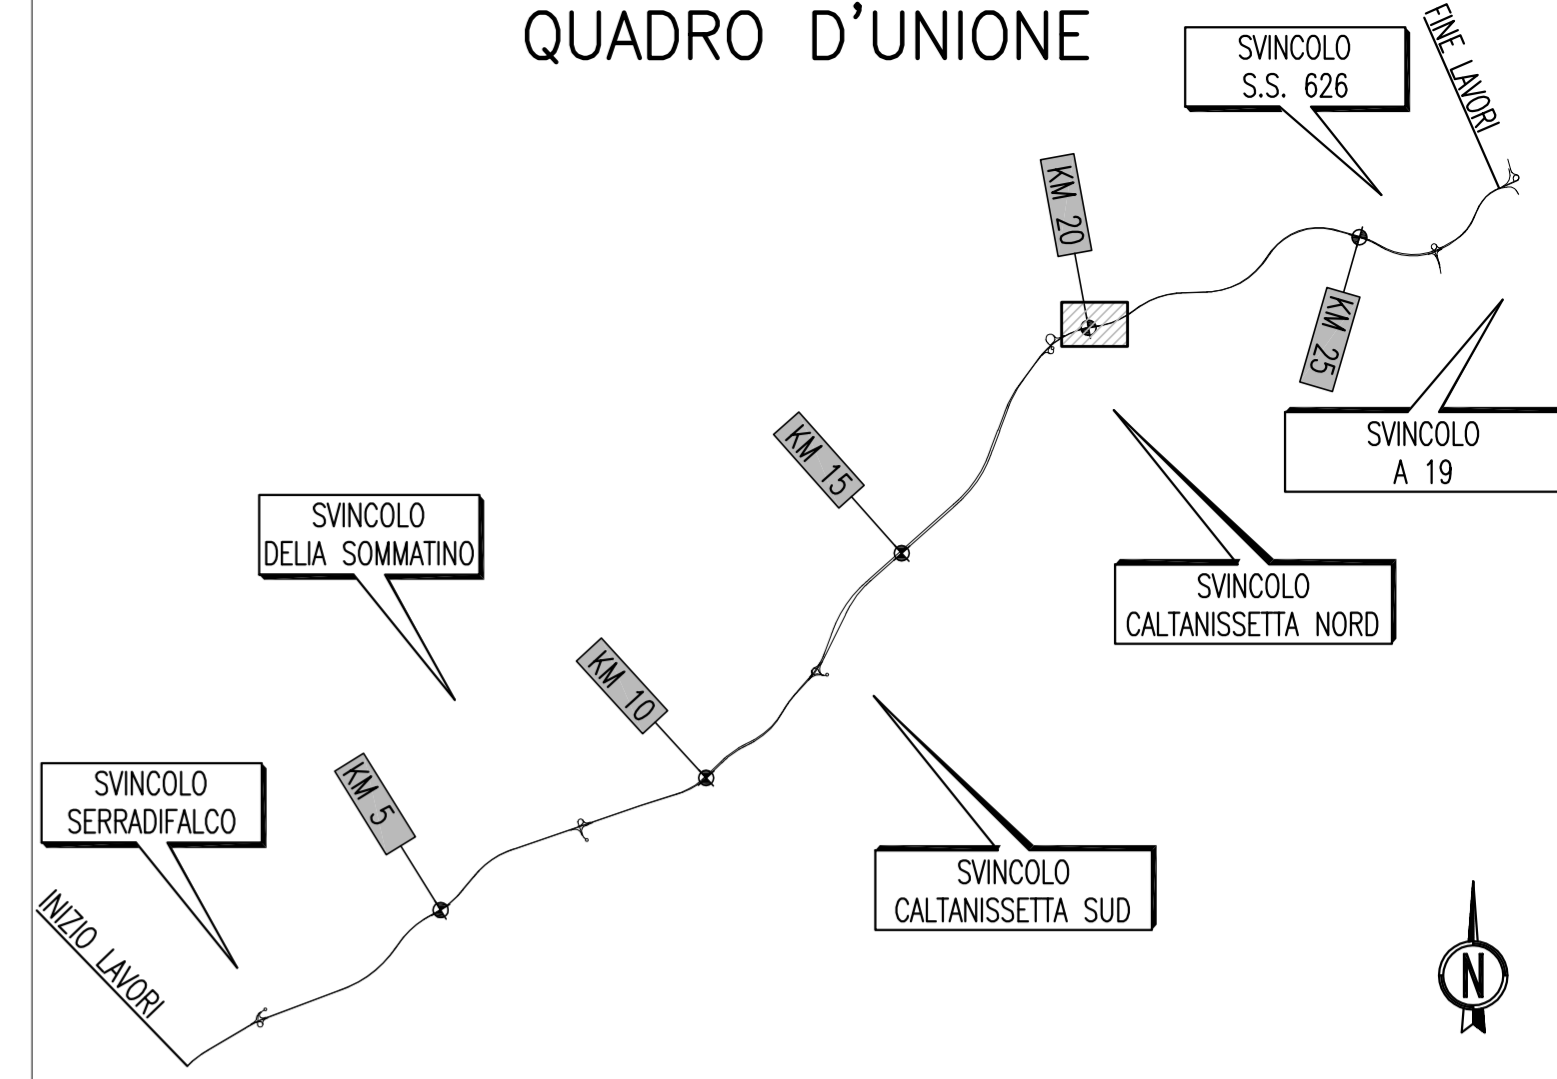 QUADRO D'UNIONE
SVINCOLO
S.S. 626
FINE LAVORI
KM 20
KM 25
SVINCOLO
A 19
KM 15
SVINCOLO
DELIA SOMMATINO
SVINCOLO
CALTANISSETTA NORD
KM 10
KM 5
SVINCOLO
SERRADIFALCO
SVINCOLO
CALTANISSETTA SUD
INIZIO LAVORI
N